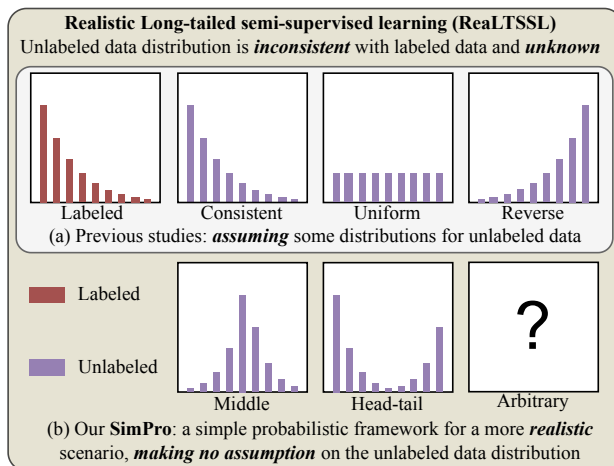 Realistic Long-tailed semi-supervised learning (ReaLTSSL)
Unlabeled data distribution is inconsistent with labeled data and unknown
Labeled Consistent Uniform Reverse
(a) Previous studies: assuming some distributions for unlabeled data
Labeled
?
Unlabeled
Middle Head-tail Arbitrary
(b) Our SimPro: a simple probabilistic framework for a more realistic
scenario, making no assumption on the unlabeled data distribution